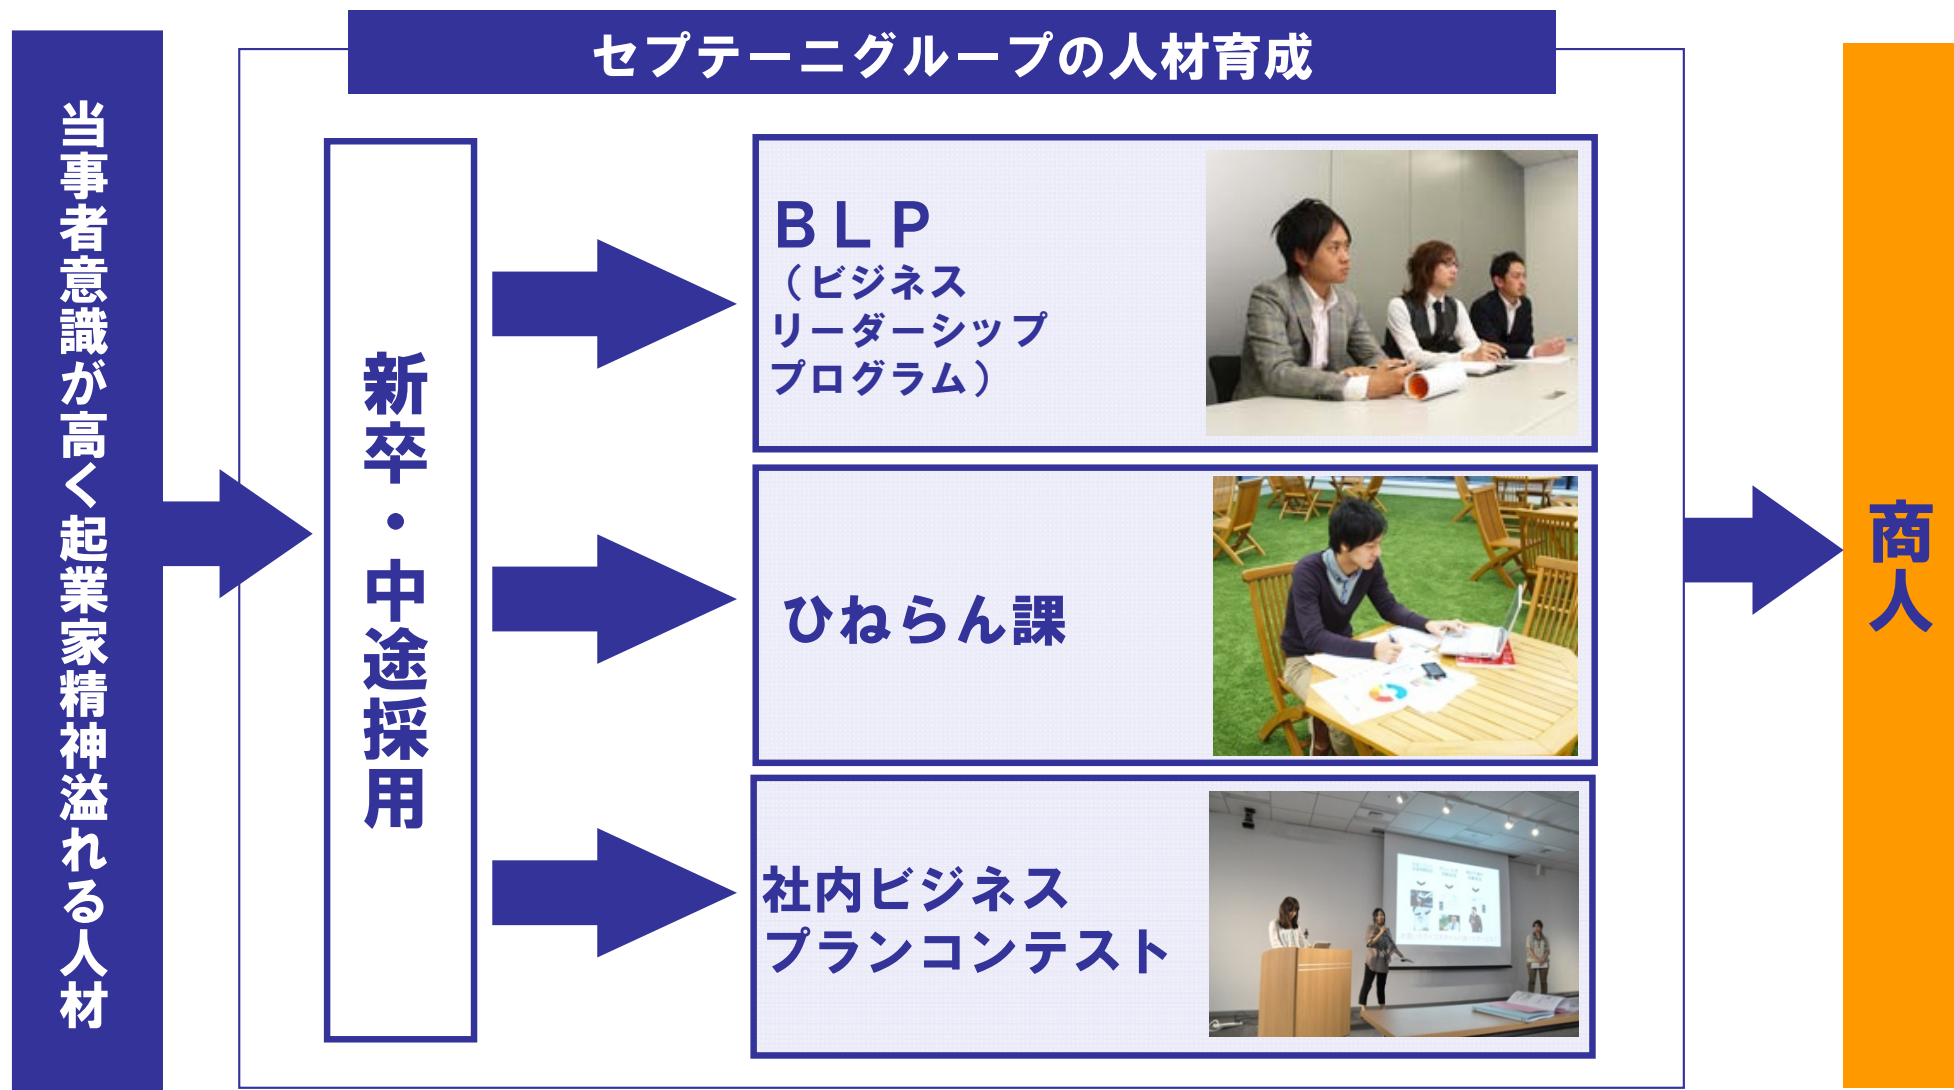 セプテーニグループの人材育成
当事者意識が高く起業家精神溢れる人材
新卒・中途採用
BLP
（ビジネス
リーダーシップ
プログラム）
ひねらん課
社内ビジネス
プランコンテスト
商人